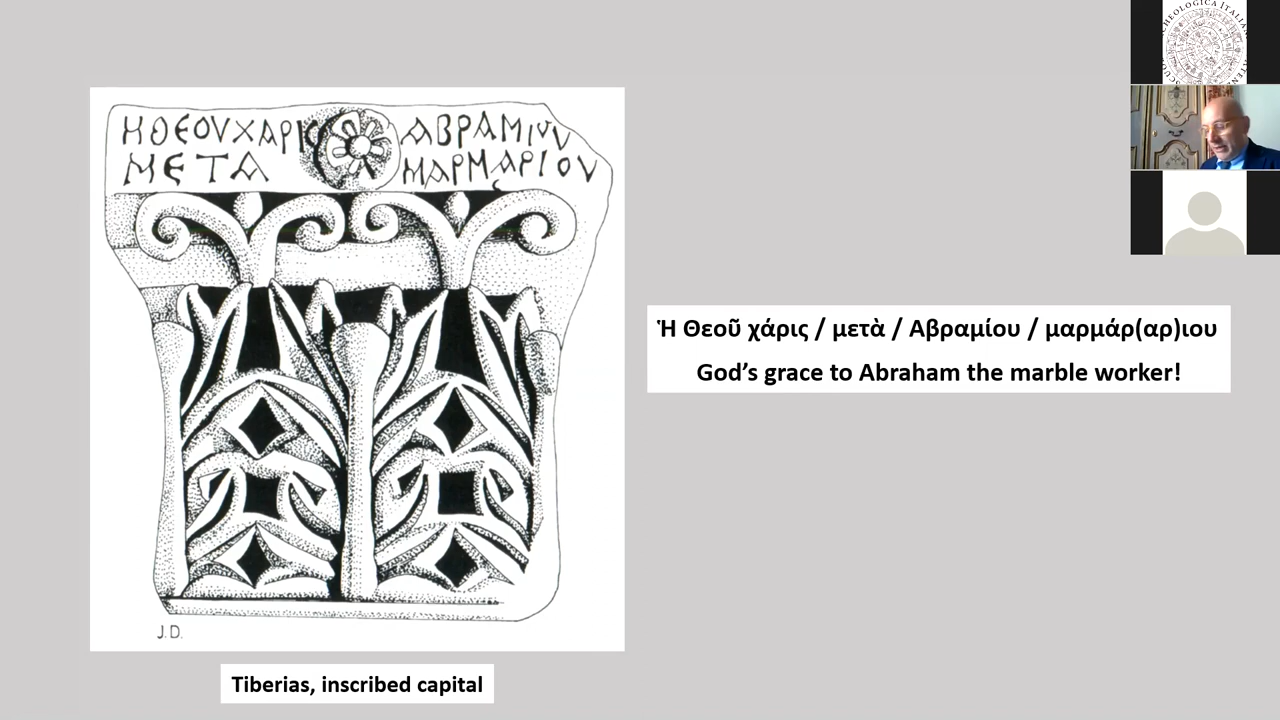 ΗΘΕΟΥΧΑΡΙC ΑΒΡΑΜΙΟΥ
ΜΕΤΑ ΜΑΡΜΑΡΙΟΥ
J.D.
Ἡ Θεοῦ χάρις / μετὰ / Αβραμίου / μαρμάρ(αρ)ιου
God's grace to Abraham the marble worker!
Tiberias, inscribed capital